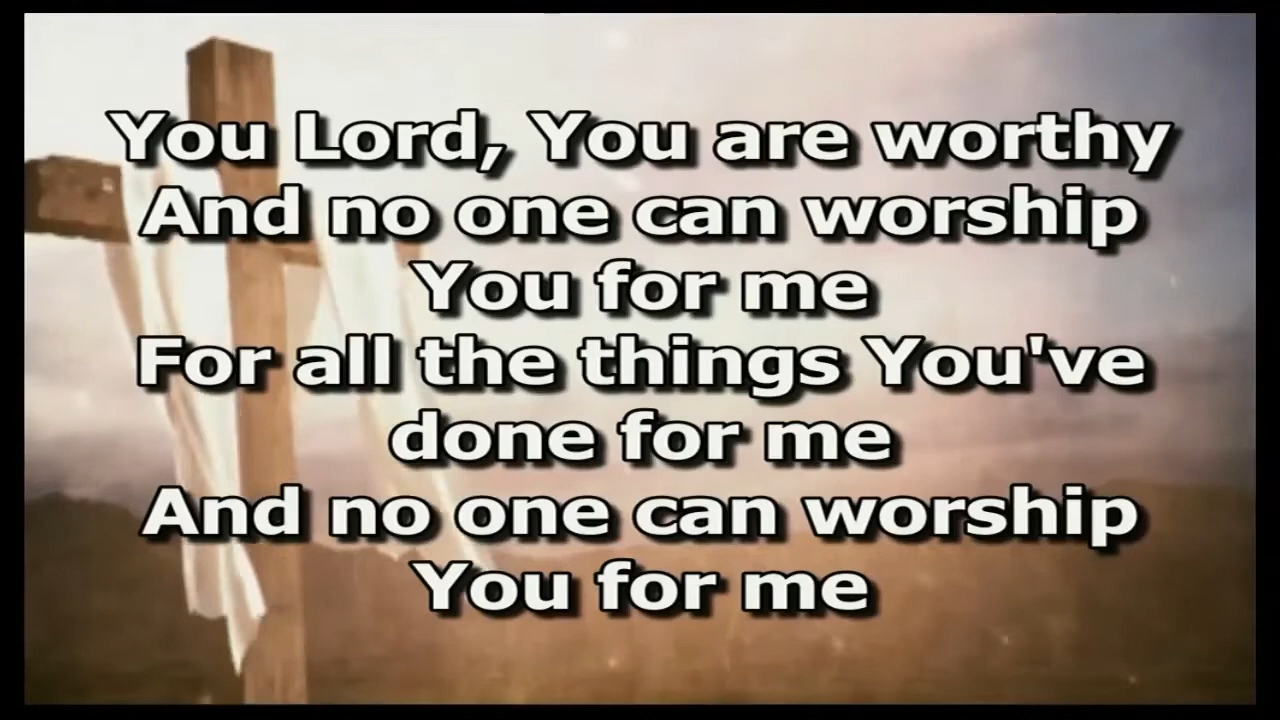 You Lord, You are worthy
And no one can worship
You for me
For all the things You've
done for me
And no one can worship
You for me